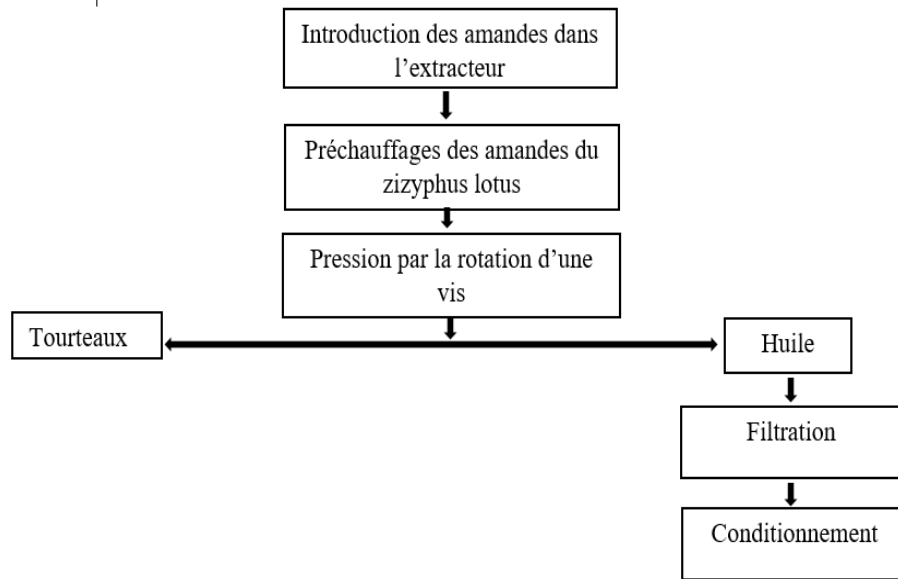 Introduction des amandes dans
l’extracteur
Préchauffages des amandes du
zizyphus lotus
Pression par la rotation d’une
vis
Tourteaux
Huile
Filtration
Conditionnement